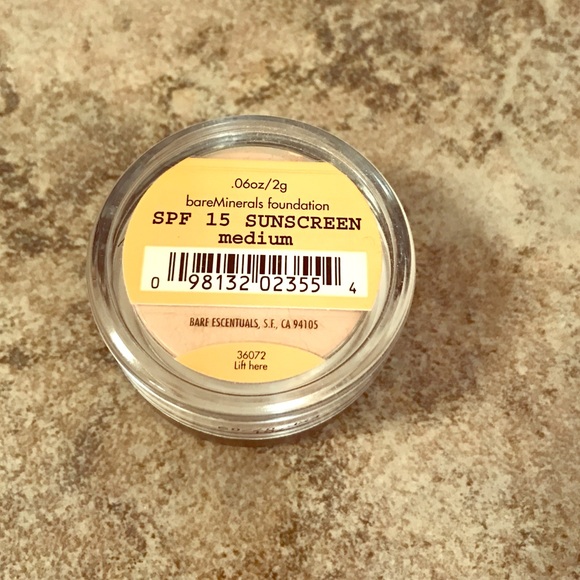 .06oz/2g
bareMinerals foundation
SPF 15 SUNSCREEN
medium
0 98132 02355 4
BARE ESCENTUALS, S.F., CA 94105
36072
Lift here